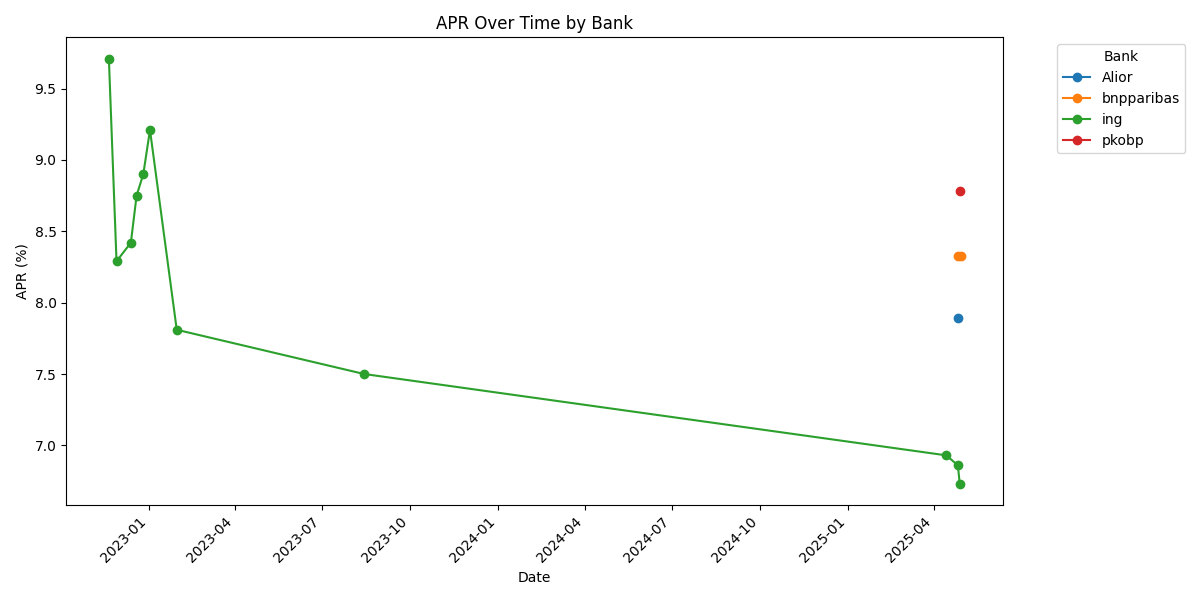 APR Over Time by Bank
APR (%)
9.5
9.0
8.5
8.0
7.5
7.0
2023-01
2023-04
2023-07
2023-10
2024-01
2024-04
2024-07
2024-10
2025-01
2025-04
Date
Bank
Alior
bnpparibas
ing
pkobp